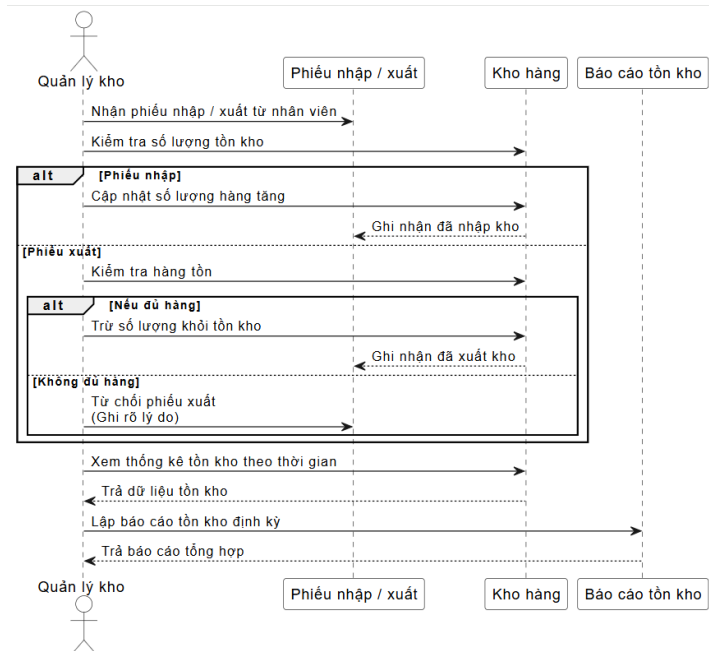 Quản lý kho
Phiếu nhập / xuất
Kho hàng
Báo cáo tồn kho
Nhận phiếu nhập / xuất từ nhân viên
Kiểm tra số lượng tồn kho
alt
[Phiếu nhập]
Cập nhật số lượng hàng tăng
Ghi nhận đã nhập kho
[Phiếu xuất]
Kiểm tra hàng tồn
alt
[Nếu đủ hàng]
Trừ số lượng khỏi tồn kho
Ghi nhận đã xuất kho
[Không đủ hàng]
Từ chối phiếu xuất
(Ghi rõ lý do)
Xem thống kê tồn kho theo thời gian
Trả dữ liệu tồn kho
Lập báo cáo tồn kho định kỳ
Trả báo cáo tổng hợp
Quản lý kho
Phiếu nhập / xuất
Kho hàng
Báo cáo tồn kho